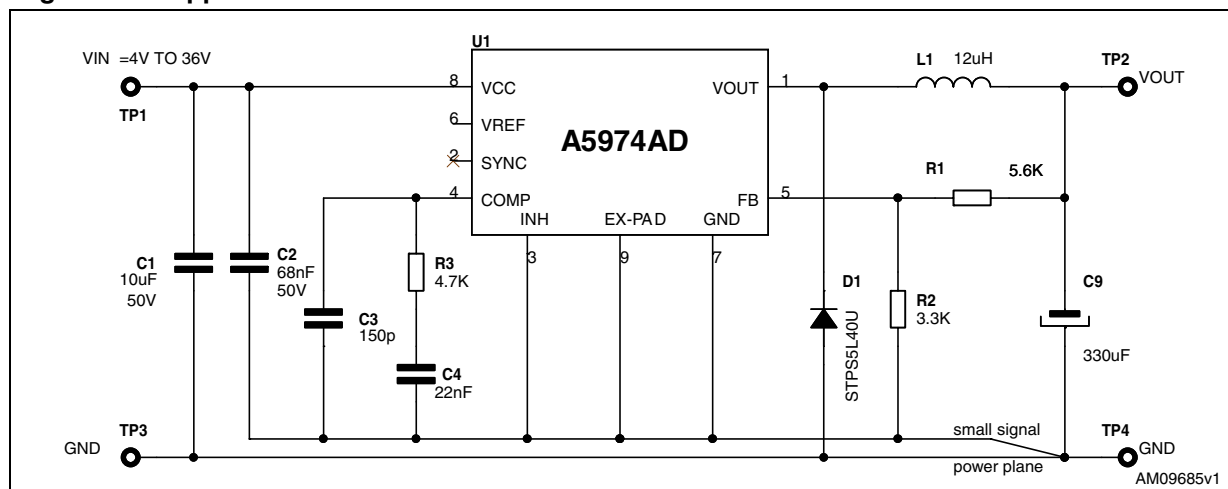 U1
VIN =4V TO 36V
L1 12uH
TP2
VOUT
TP1
8 VCC
VOUT 1
6 VREF
A5974AD
2 SYNC
R1 5.6K
4 COMP
FB 5
INH EX-PAD GND
3 9 7
C1
10uF
50V
C2
68nF
50V
R3
4.7K
D1
STPS5L40U
R2
3.3K
C9
330uF
C3
150p
C4
22nF
small signal
power plane
TP3
GND
TP4
GND
AM09685v1